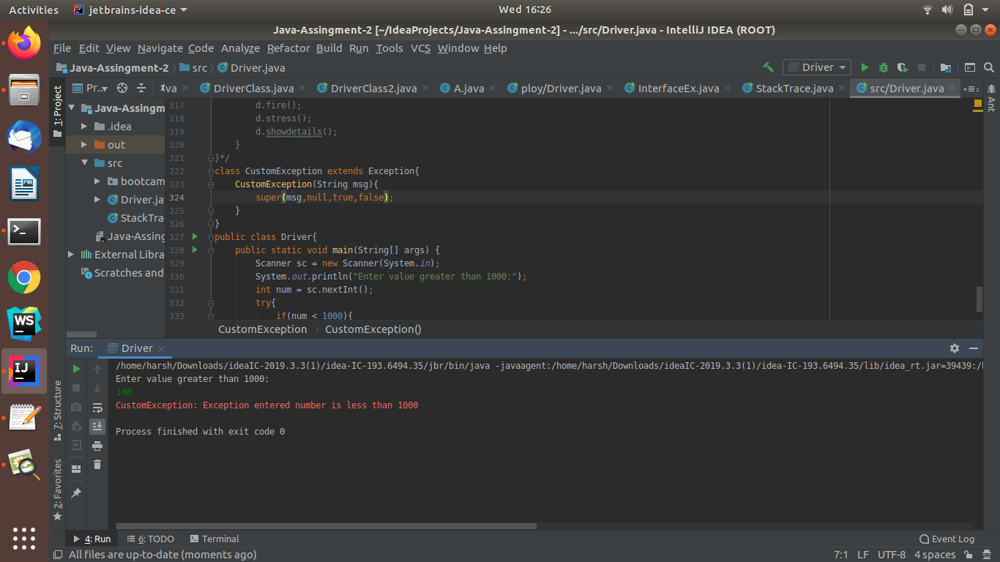 Activities jetbrains-idea-ce Wed 16:26
Java-Assingment-2 [~/IdeaProjects/Java-Assingment-2] - .../src/Driver.java - IntelliJ IDEA (ROOT)
File Edit View Navigate Code Analyze Refactor Build Run Tools VCS Window Help
Java-Assingment-2 src Driver.java Driver
Pr... va DriverClass.java DriverClass2.java A.java ploy/Driver.java InterfaceEx.java StackTrace.java src/Driver.java 2
1: Project
Java-Assingm
.idea
out
src
bootcam
Driver.ja
StackTra
Java-Assing
External Libra
Scratches and
317 d.fire();
318 d.stress();
319 d.showdetails();
320 }
321 }*/
322 class CustomException extends Exception{
323 CustomException(String msg){
324 super(msg,null,true,false);
325 }
326 }
327 public class Driver{
328 public static void main(String[] args) {
329 Scanner sc = new Scanner(System.in);
330 System.out.println("Enter value greater than 1000:");
331 int num = sc.nextInt();
332 try{
333 if(num < 1000){
CustomException › CustomException()
Ant
Run: Driver
/home/harsh/Downloads/ideaIC-2019.3.3(1)/idea-IC-193.6494.35/jbr/bin/java -javaagent:/home/harsh/Downloads/ideaIC-2019.3.3(1)/idea-IC-193.6494.35/lib/idea_rt.jar=39439:/
Enter value greater than 1000:
100
CustomException: Exception entered number is less than 1000
Process finished with exit code 0
7: Structure
2: Favorites
WS
IJ
4: Run 6: TODO Terminal Event Log
All files are up-to-date (moments ago) 7:1 LF UTF-8 4 spaces